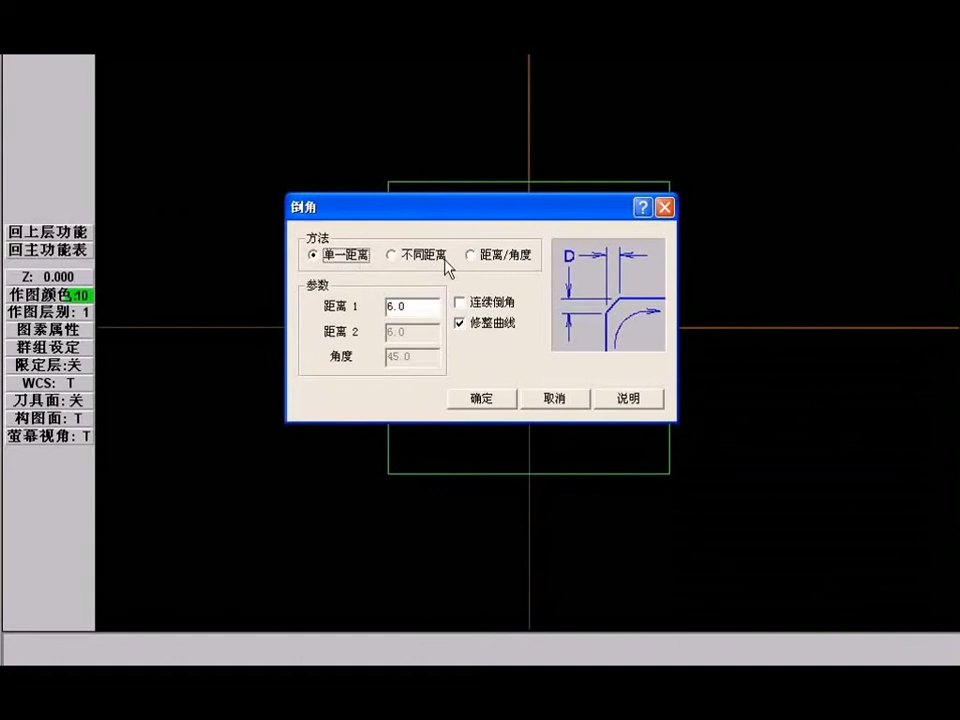 回上层功能
回主功能表
Z: 0.000
作图颜色:10
作图层别: 1
图素属性
群组设定
限定层:关
WCS: T
刀具面: 关
构图面: T
萤幕视角: T
倒角
方法
单一距离 不同距离 距离/角度
参数
距离 1 6.0
距离 2 6.0
角度 45.0
连续倒角
修整曲线
D
确定 取消 说明